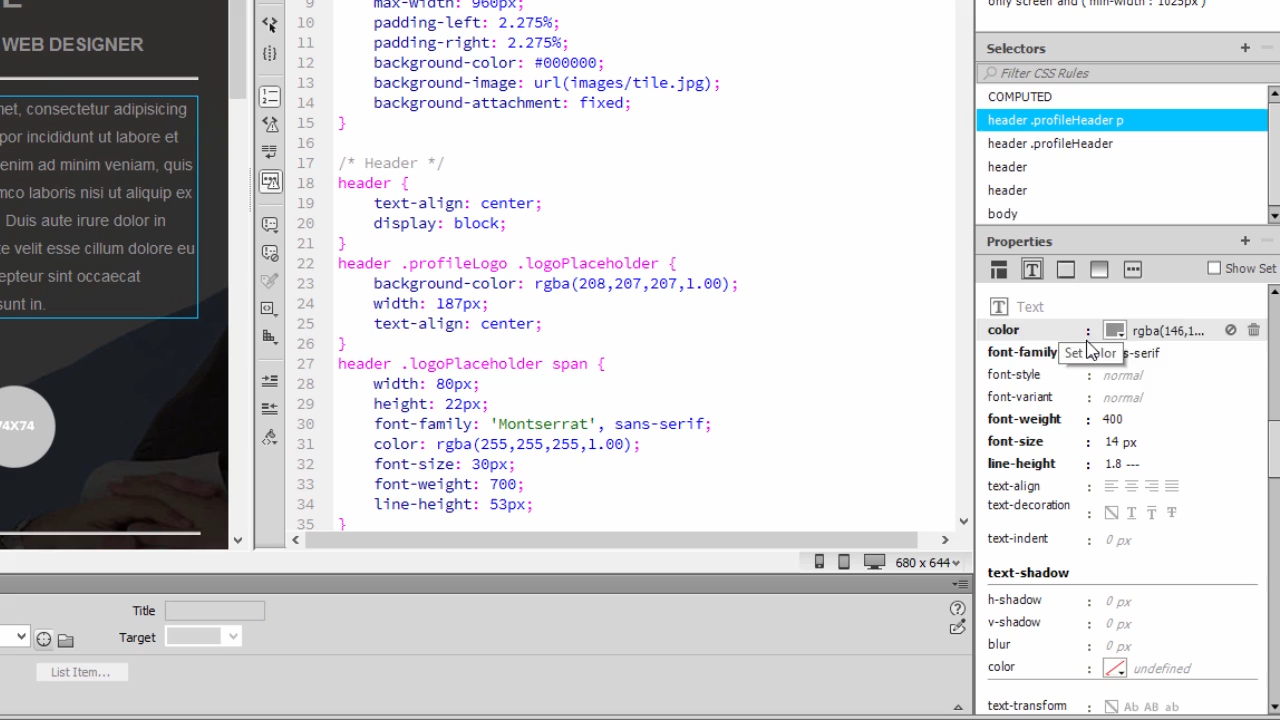 WEB DESIGNER
net, consectetur adipisicing
por incididunt ut labore et
enim ad minim veniam, quis
mco laboris nisi ut aliquip ex
Duis aute irure dolor in
te velit esse cillum dolore eu
cepteur sint occaecat
sunt in.
74X74
9 max-width: 960px;
10 padding-left: 2.275%;
11 padding-right: 2.275%;
12 background-color: #000000;
13 background-image: url(images/tile.jpg);
14 background-attachment: fixed;
15 }
16
17 /* Header */
18 header {
19 text-align: center;
20 display: block;
21 }
22 header .profileLogo .logoPlaceholder {
23 background-color: rgba(208,207,207,1.00);
24 width: 187px;
25 text-align: center;
26 }
27 header .logoPlaceholder span {
28 width: 80px;
29 height: 22px;
30 font-family: 'Montserrat', sans-serif;
31 color: rgba(255,255,255,1.00);
32 font-size: 30px;
33 font-weight: 700;
34 line-height: 53px;
35 }
680 x 644
Title
Target
List Item...
only screen and ( min-width : 1025px )
Selectors
Filter CSS Rules
COMPUTED
header .profileHeader p
header .profileHeader
header
header
body
Properties
Show Set
T Text
color : rgba(146,1...
font-family s-serif
Set color
font-style : normal
font-variant : normal
font-weight : 400
font-size : 14 px
line-height : 1.8 ---
text-align :
text-decoration :
text-indent : 0 px
text-shadow
h-shadow : 0 px
v-shadow : 0 px
blur : 0 px
color : undefined
text-transform : Ab AB ab